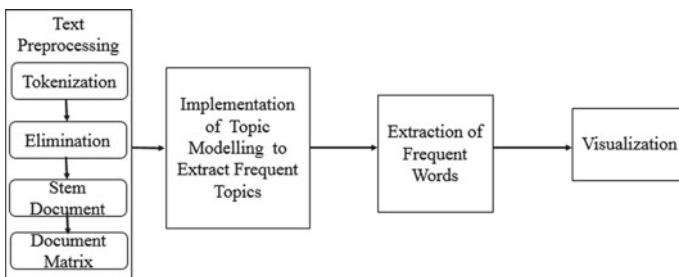 Text
Preprocessing
Tokenization
Elimination
Stem
Document
Document
Matrix
Implementation
of Topic
Modelling to
Extract Frequent
Topics
Extraction of
Frequent
Words
Visualization